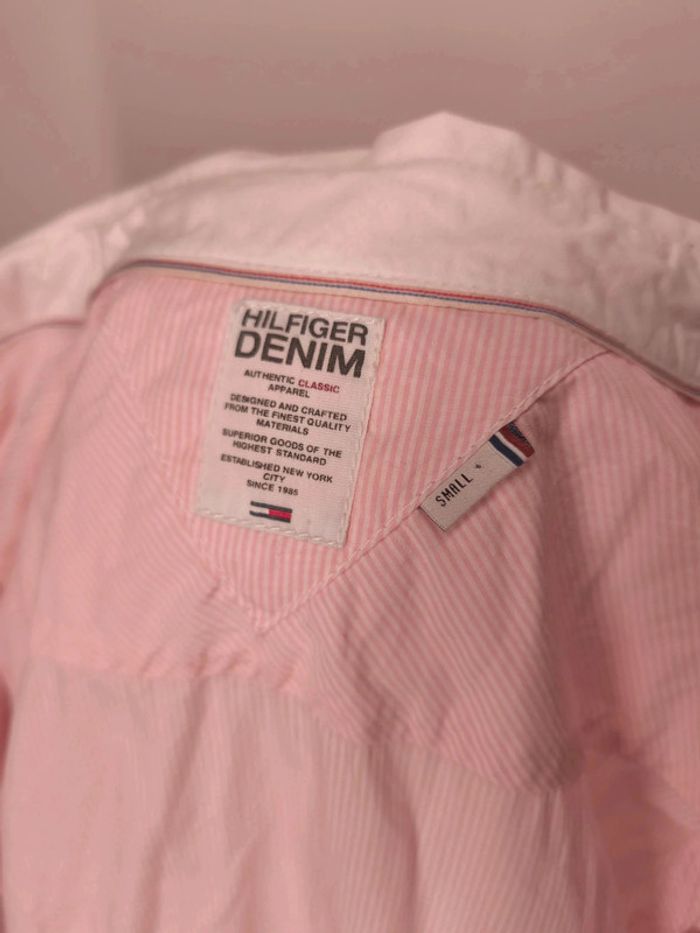 HILFIGER
DENIM
AUTHENTIC CLASSIC
APPAREL
DESIGNED AND CRAFTED
FROM THE FINEST QUALITY
MATERIALS
SUPERIOR GOODS OF THE
HIGHEST STANDARD
ESTABLISHED NEW YORK
CITY
SINCE 1985
SMALL